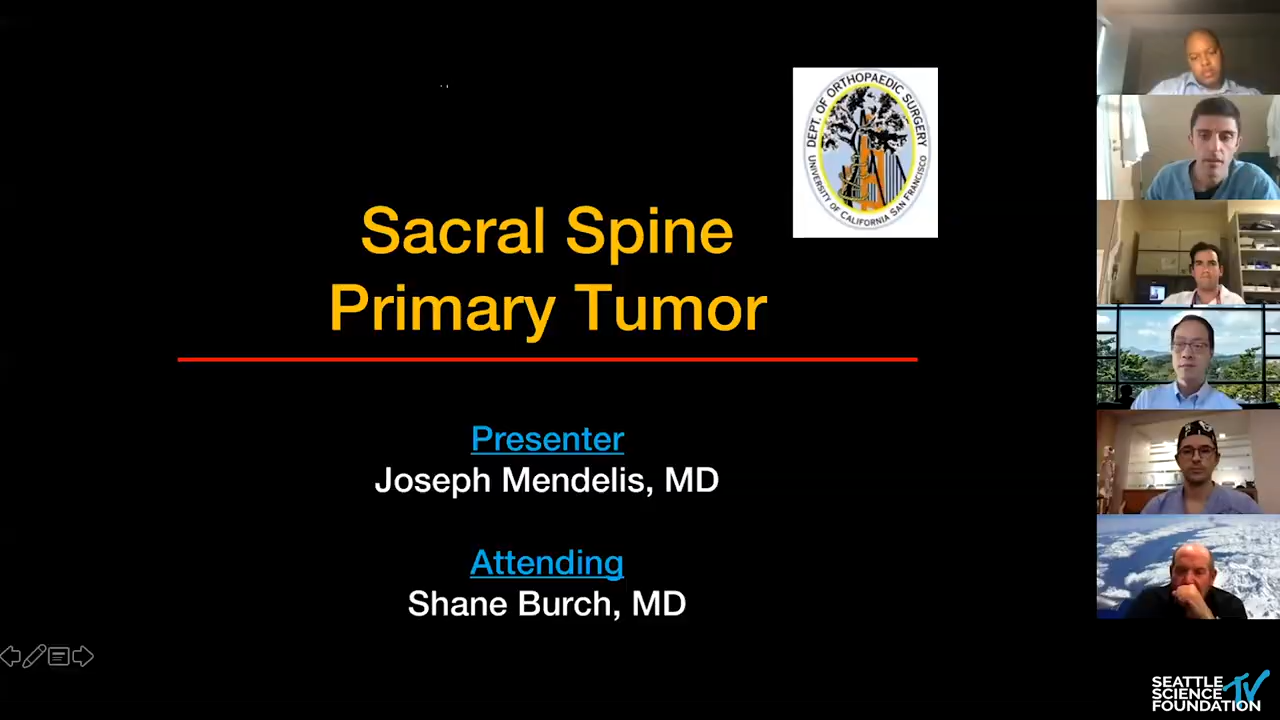 DEPT. OF ORTHOPAEDIC SURGERY
UNIVERSITY OF CALIFORNIA SAN FRANCISCO
Sacral Spine
Primary Tumor
Presenter
Joseph Mendelis, MD
Attending
Shane Burch, MD
SEATTLE
SCIENCE TV
FOUNDATION